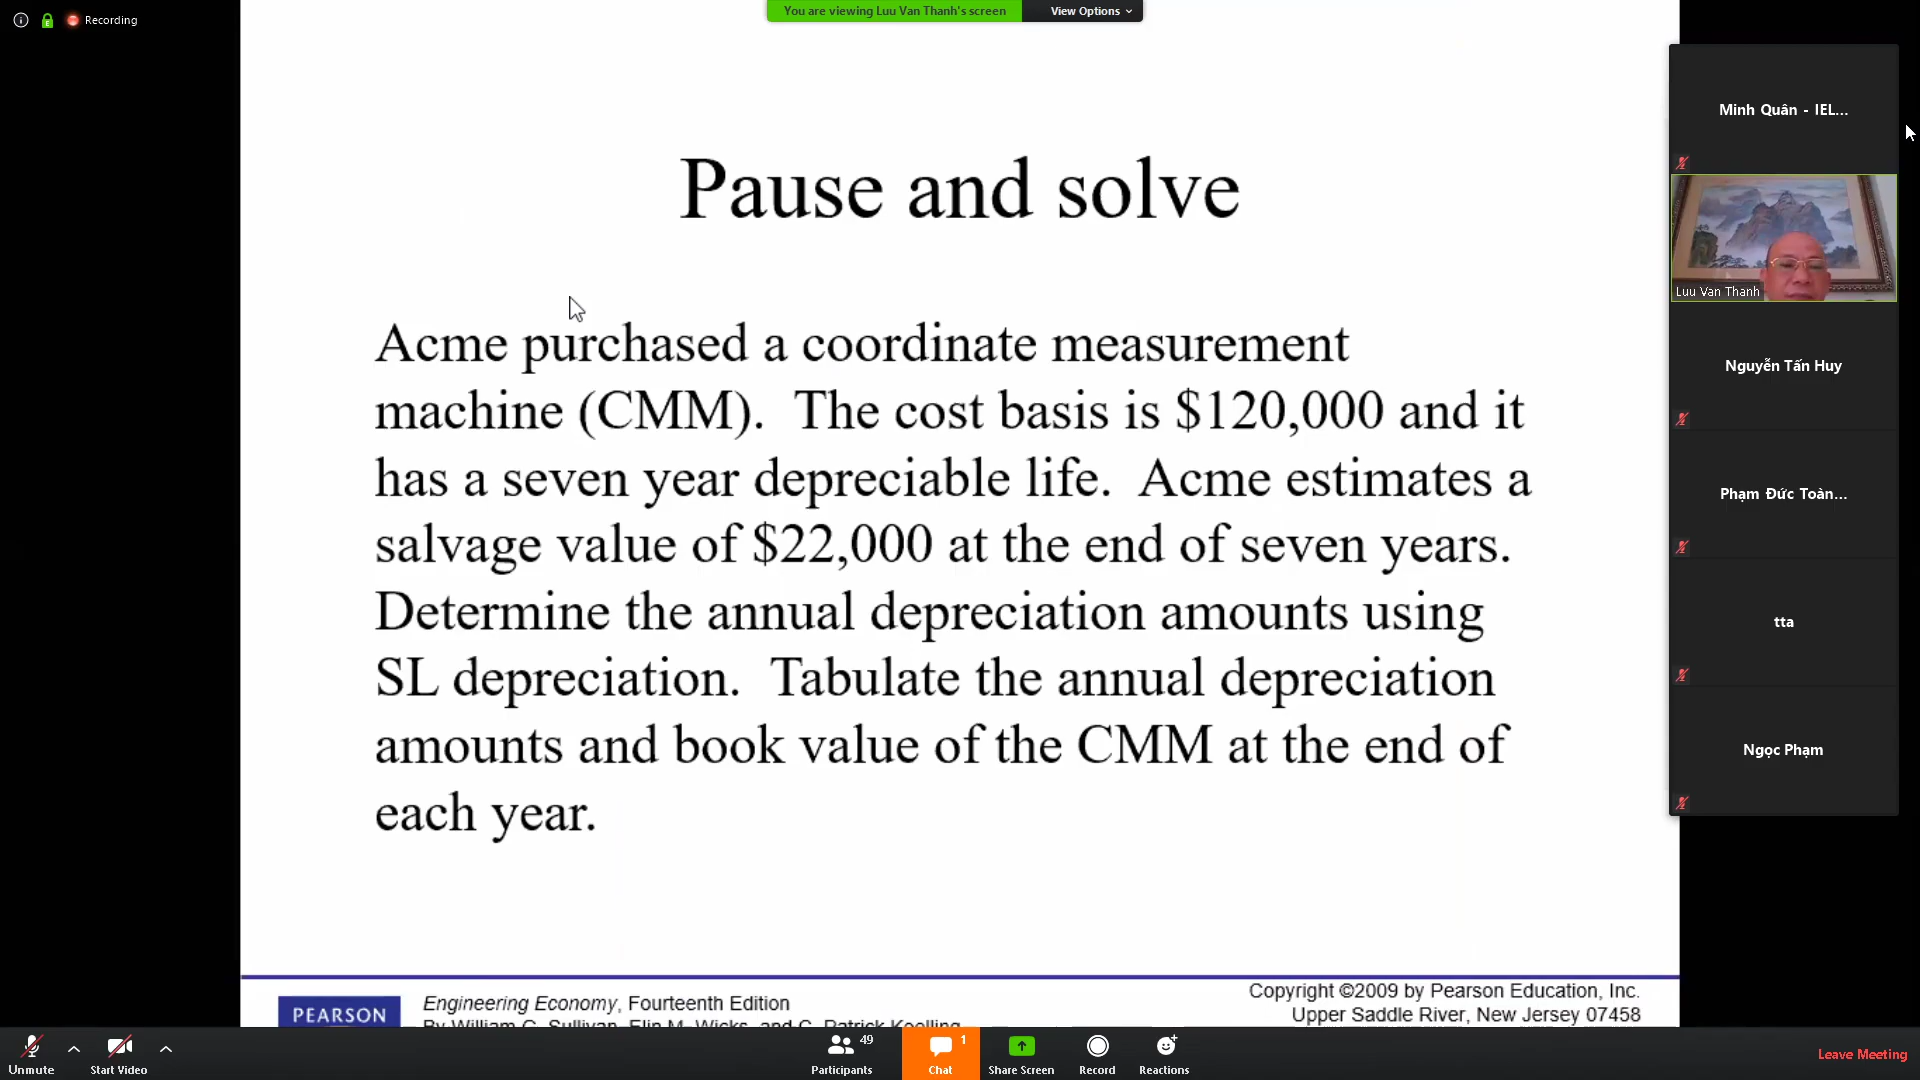 Recording
You are viewing Luu Van Thanh's screen
View Options
Pause and solve
Acme purchased a coordinate measurement
machine (CMM).  The cost basis is $120,000 and it
has a seven year depreciable life.  Acme estimates a
salvage value of $22,000 at the end of seven years.
Determine the annual depreciation amounts using
SL depreciation.  Tabulate the annual depreciation
amounts and book value of the CMM at the end of
each year.
PEARSON
Engineering Economy, Fourteenth Edition
By William G. Sullivan, Elin M. Wicks, and C. Patrick Koelling
Copyright ©2009 by Pearson Education, Inc.
Upper Saddle River, New Jersey 07458
Minh Quân - IEL...
Luu Van Thanh
Nguyễn Tấn Huy
Phạm Đức Toàn...
tta
Ngọc Phạm
Unmute
Start Video
49
Participants
1
Chat
Share Screen
Record
Reactions
Leave Meeting